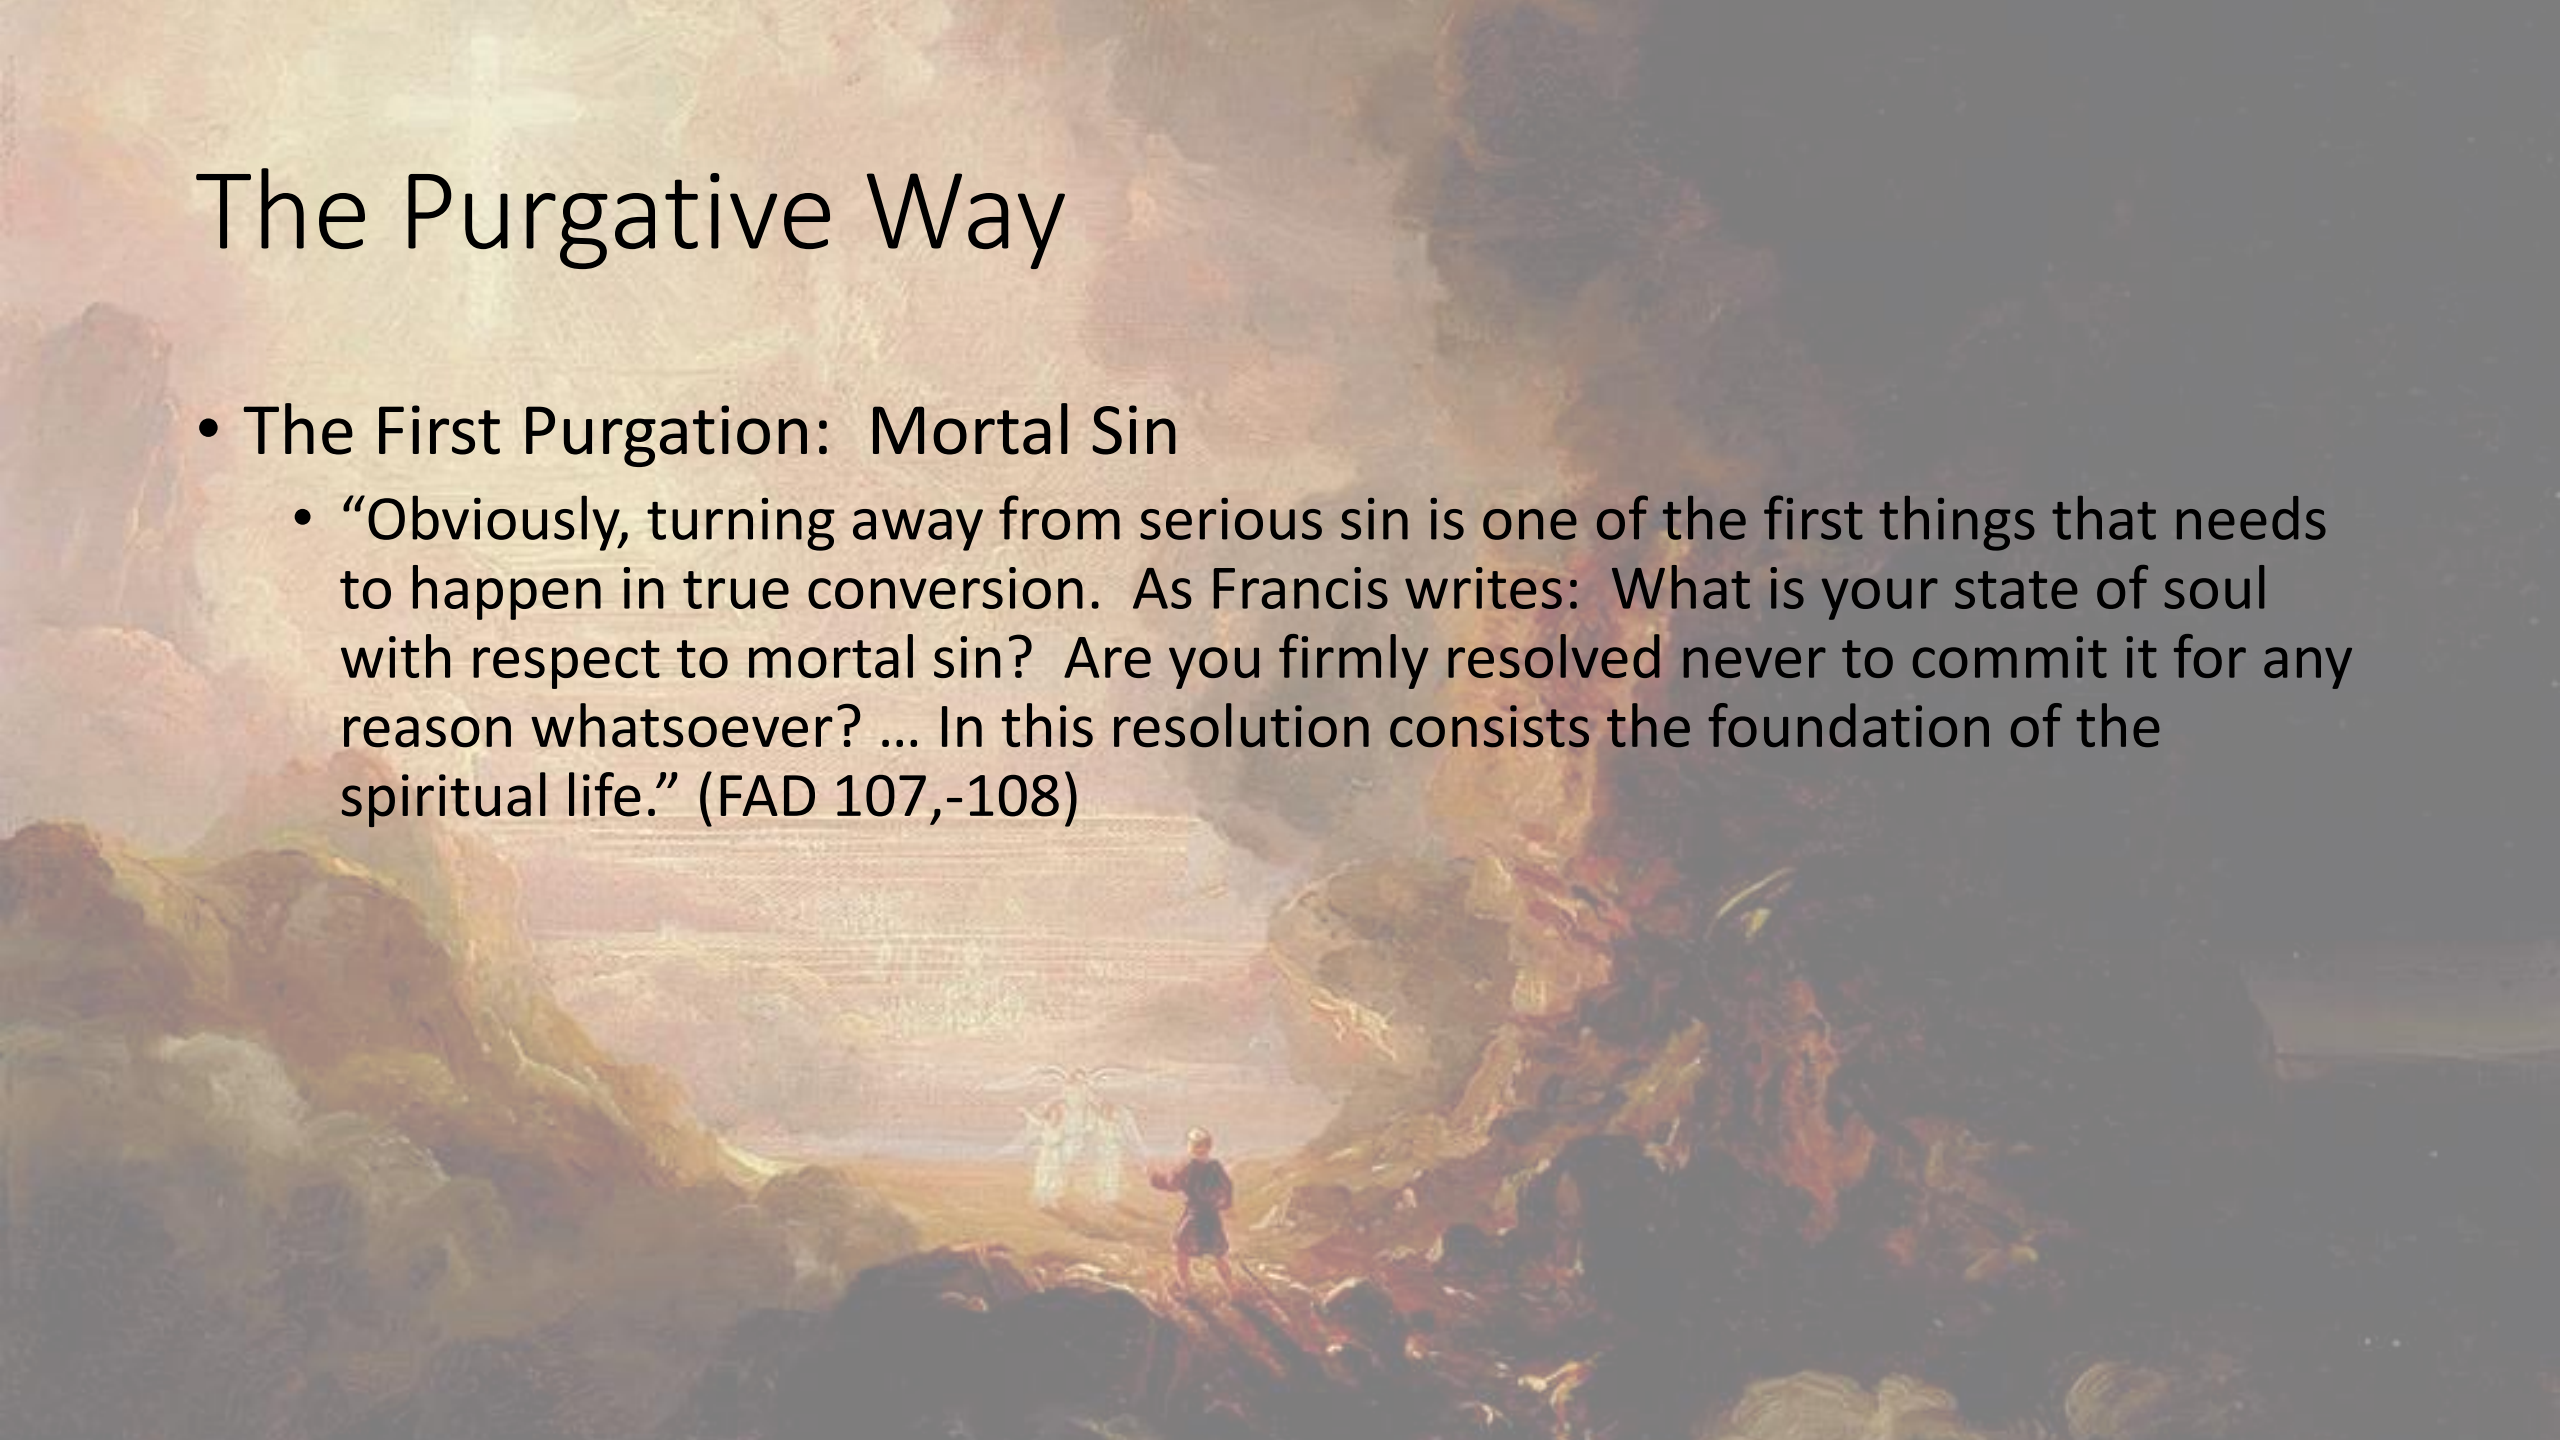 The Purgative Way
• The First Purgation:  Mortal Sin
• “Obviously, turning away from serious sin is one of the first things that needs
to happen in true conversion.  As Francis writes:  What is your state of soul
with respect to mortal sin?  Are you firmly resolved never to commit it for any
reason whatsoever? … In this resolution consists the foundation of the
spiritual life.” (FAD 107,-108)